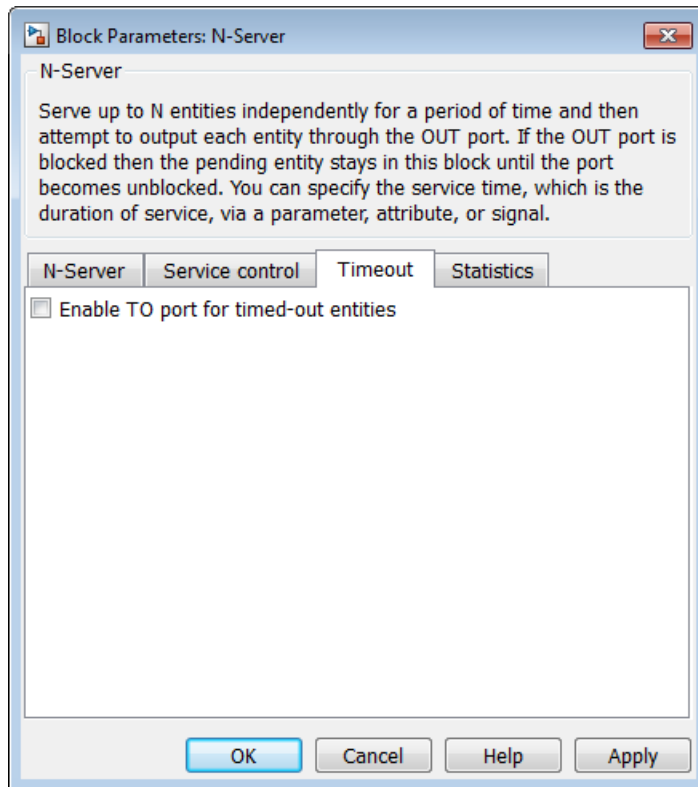 Block Parameters: N-Server
N-Server
Serve up to N entities independently for a period of time and then
attempt to output each entity through the OUT port. If the OUT port is
blocked then the pending entity stays in this block until the port
becomes unblocked. You can specify the service time, which is the
duration of service, via a parameter, attribute, or signal.
N-Server Service control Timeout Statistics
Enable TO port for timed-out entities
OK Cancel Help Apply